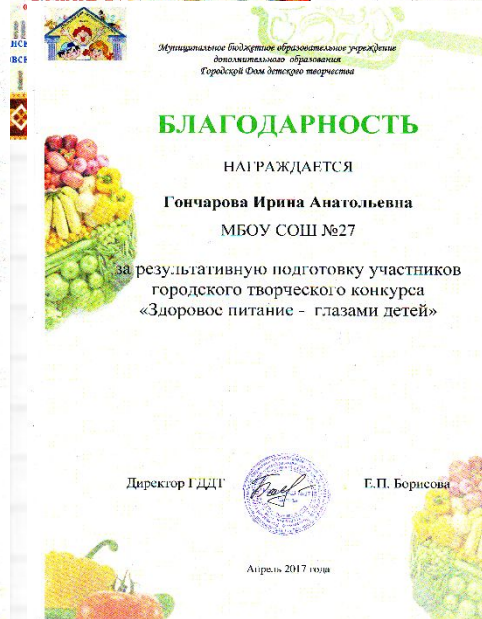 Муниципальное бюджетное образовательное учреждение
дополнительного образования
Городской Дом детского творчества
БЛАГОДАРНОСТЬ
НАГРАЖДАЕТСЯ
Гончарова Ирина Анатольевна
МБОУ СОШ №27
за результативную подготовку участников
городского творческого конкурса
«Здоровое питание - глазами детей»
Директор ГДДТ
Е.П. Борисова
Апрель 2017 года